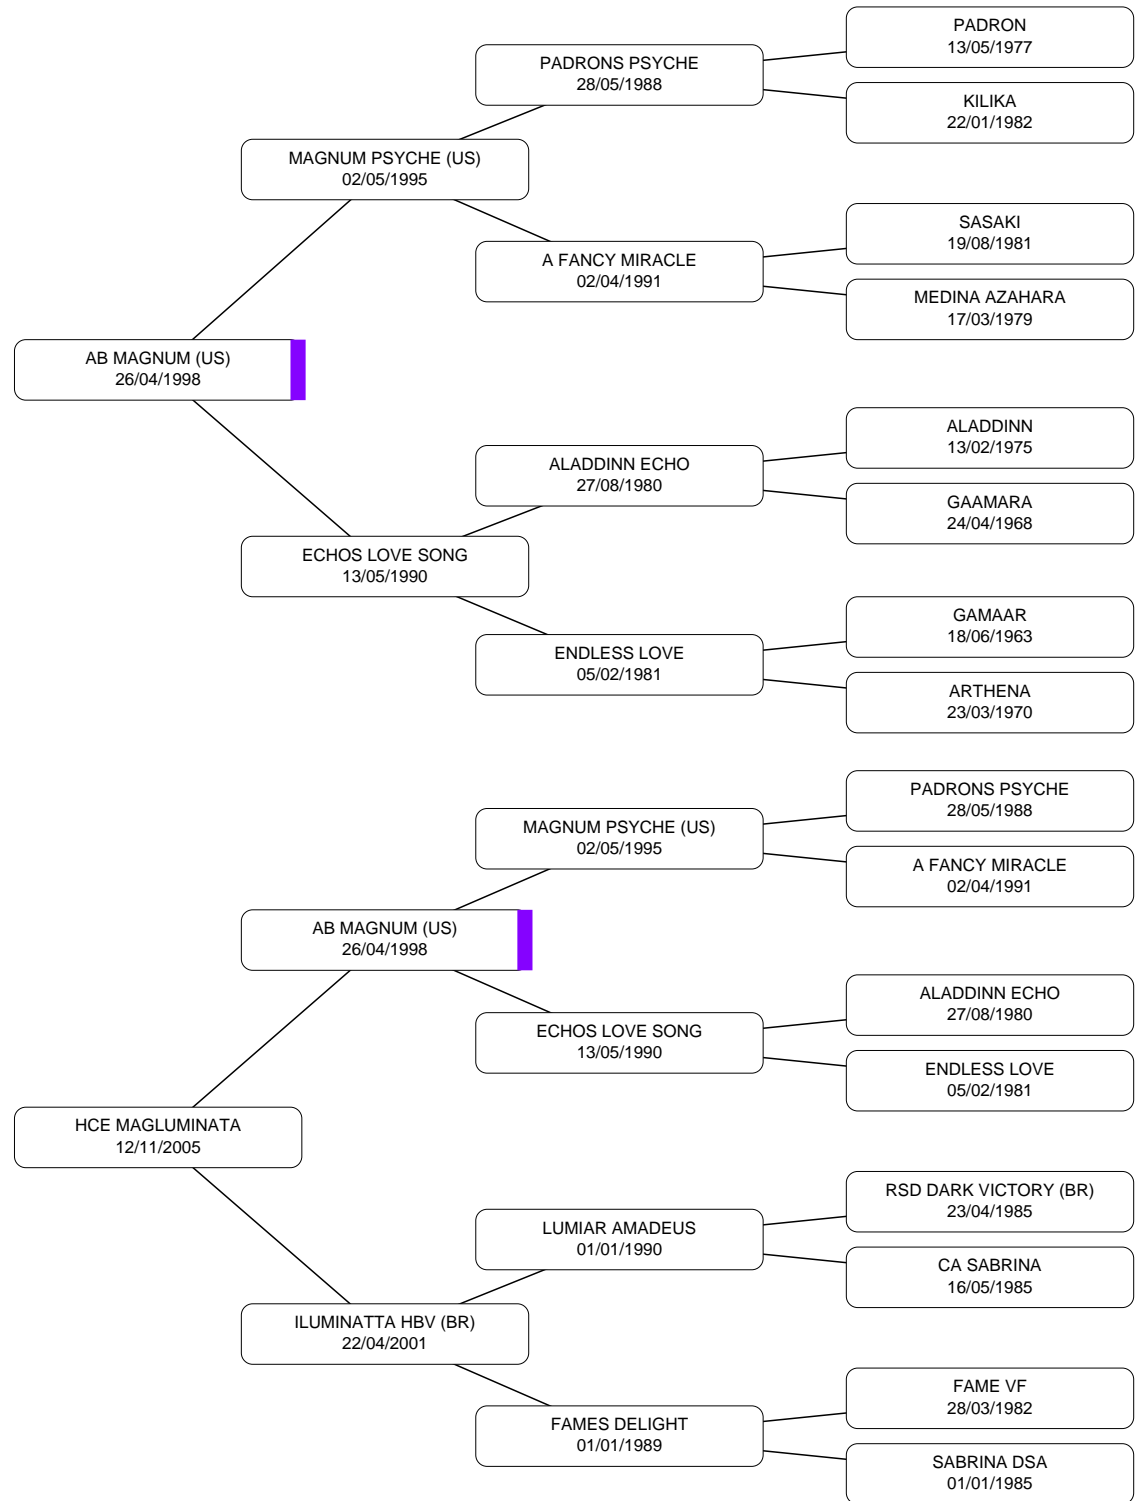 PADRON
13/05/1977
PADRONS PSYCHE
28/05/1988
KILIKA
22/01/1982
MAGNUM PSYCHE (US)
02/05/1995
SASAKI
19/08/1981
A FANCY MIRACLE
02/04/1991
MEDINA AZAHARA
17/03/1979
AB MAGNUM (US)
26/04/1998
ALADDINN
13/02/1975
ALADDINN ECHO
27/08/1980
GAAMARA
24/04/1968
ECHOS LOVE SONG
13/05/1990
GAMAAR
18/06/1963
ENDLESS LOVE
05/02/1981
ARTHENA
23/03/1970
PADRONS PSYCHE
28/05/1988
MAGNUM PSYCHE (US)
02/05/1995
A FANCY MIRACLE
02/04/1991
AB MAGNUM (US)
26/04/1998
ALADDINN ECHO
27/08/1980
ECHOS LOVE SONG
13/05/1990
ENDLESS LOVE
05/02/1981
HCE MAGLUMINATA
12/11/2005
RSD DARK VICTORY (BR)
23/04/1985
LUMIAR AMADEUS
01/01/1990
CA SABRINA
16/05/1985
ILUMINATTA HBV (BR)
22/04/2001
FAME VF
28/03/1982
FAMES DELIGHT
01/01/1989
SABRINA DSA
01/01/1985